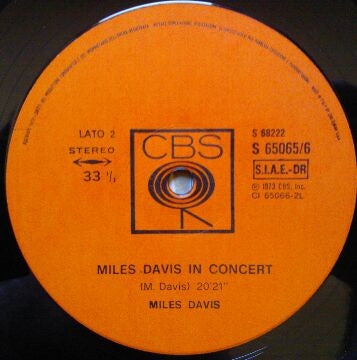 LATO 2
STEREO
33 1/3
CBS
S 68222
S 65065/6
S.I.A.E.-DR
℗ 1973 CBS, Inc.
CI 65066-2L
MILES DAVIS IN CONCERT
(M. Davis) 20'21"
MILES DAVIS